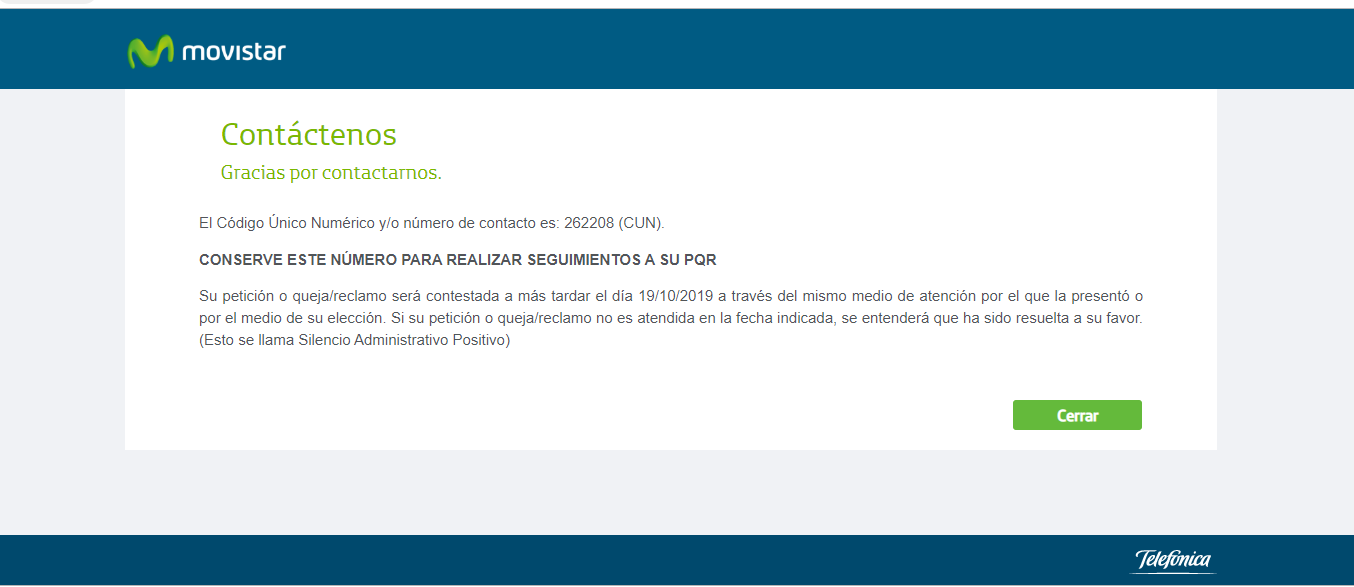 movistar
Contáctenos
Gracias por contactarnos.
El Código Único Numérico y/o número de contacto es: 262208 (CUN).
CONSERVE ESTE NÚMERO PARA REALIZAR SEGUIMIENTOS A SU PQR
Su petición o queja/reclamo será contestada a más tardar el día 19/10/2019 a través del mismo medio de atención por el que la presentó o
por el medio de su elección. Si su petición o queja/reclamo no es atendida en la fecha indicada, se entenderá que ha sido resuelta a su favor.
(Esto se llama Silencio Administrativo Positivo)
Cerrar
Telefónica